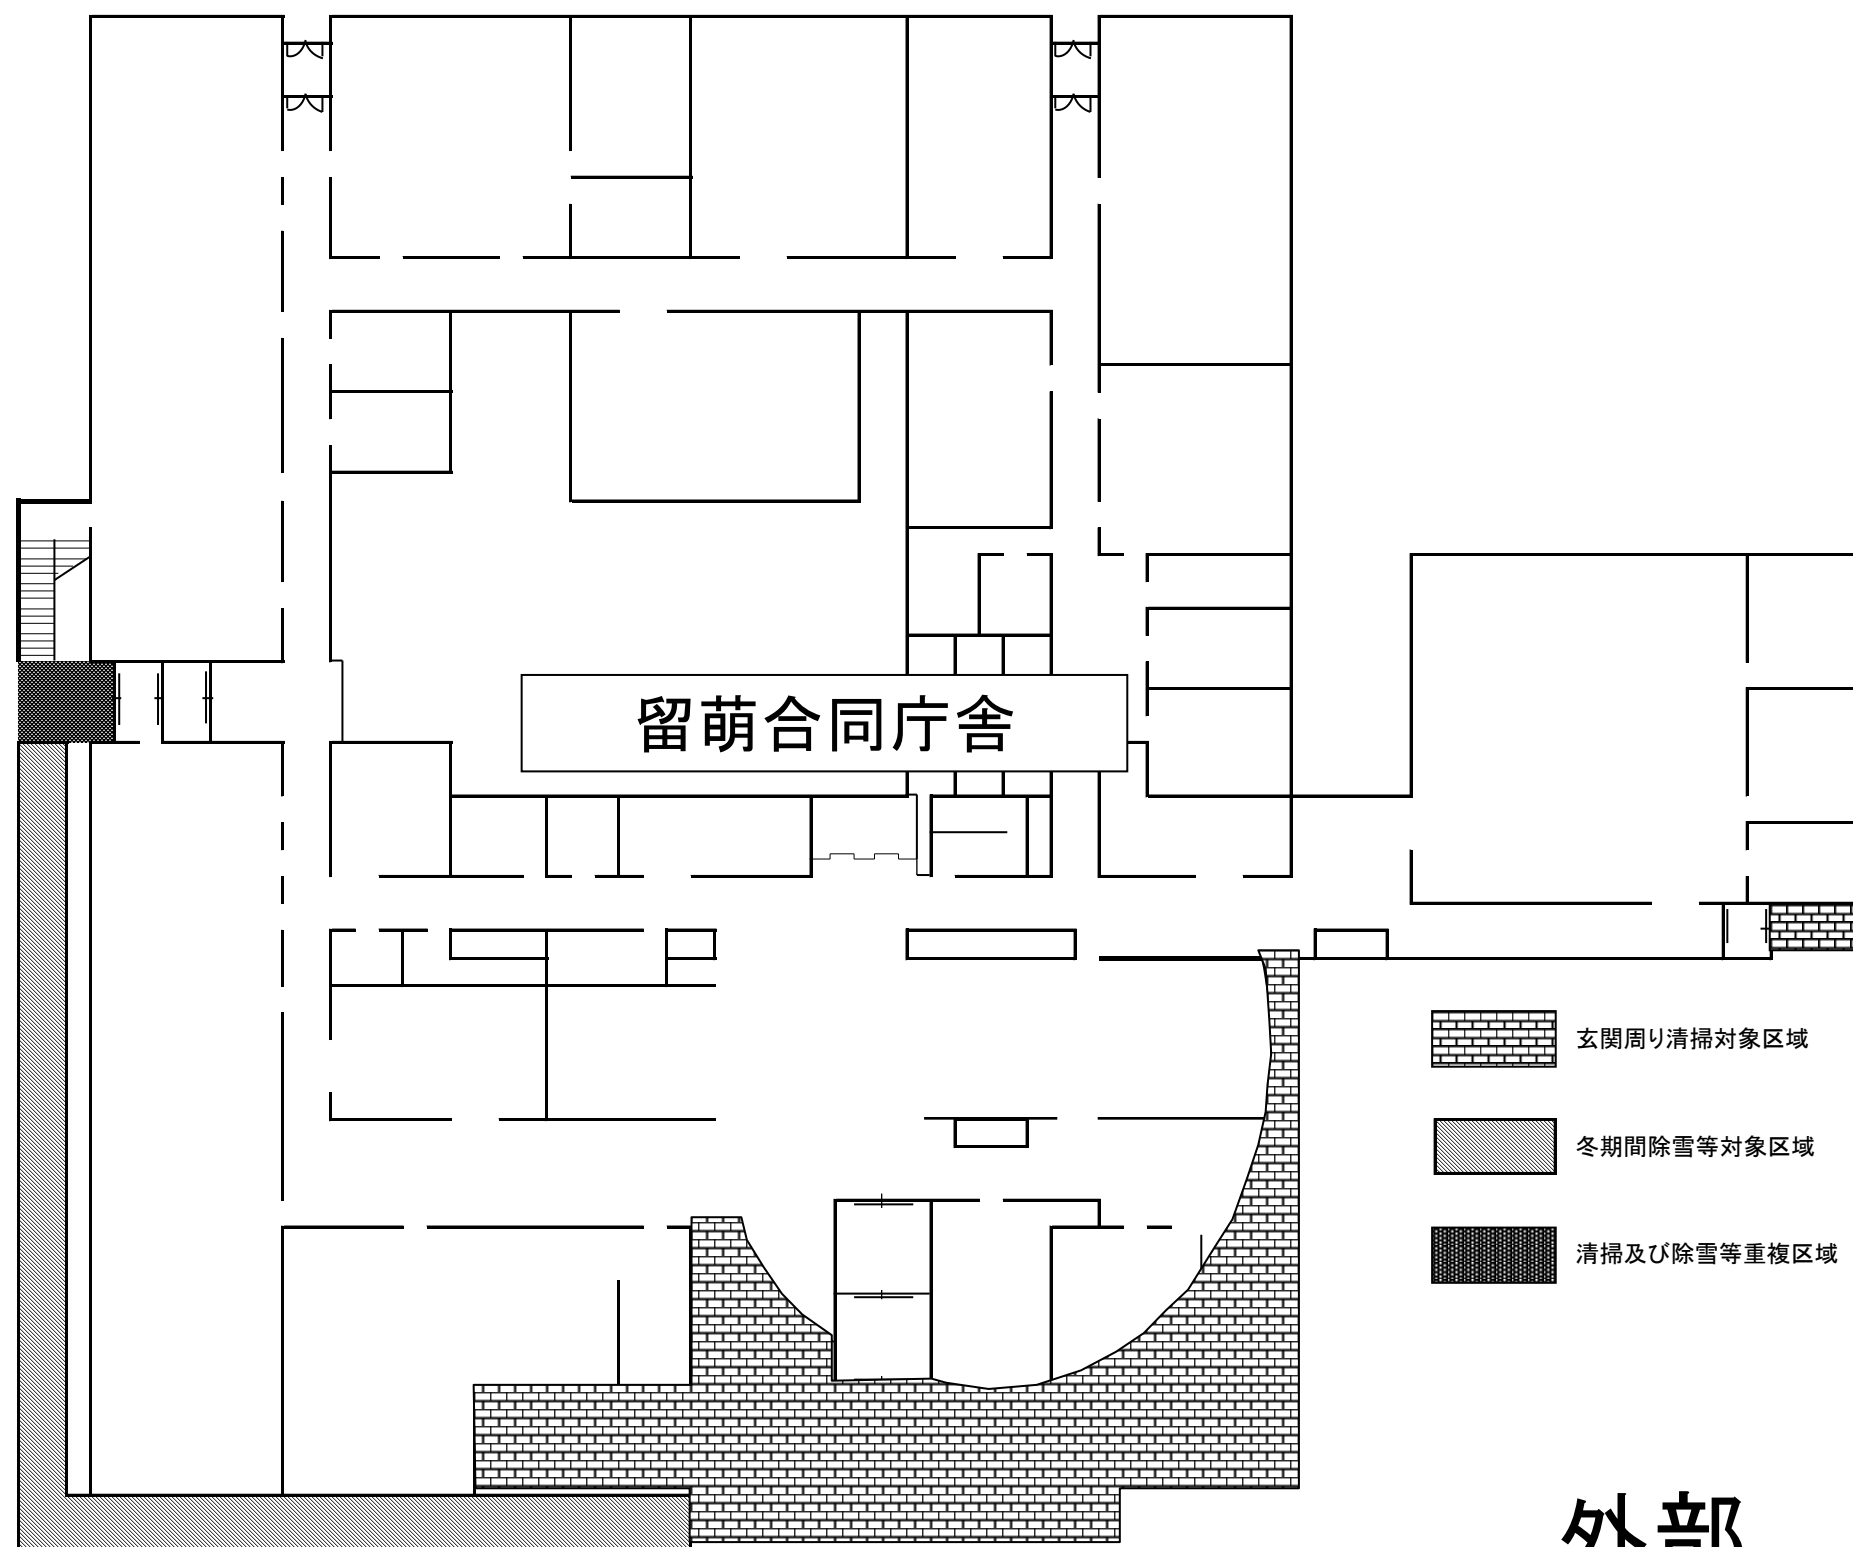 留萌合同庁舎
玄関周り清掃対象区域
冬期間除雪等対象区域
清掃及び除雪等重複区域
外部